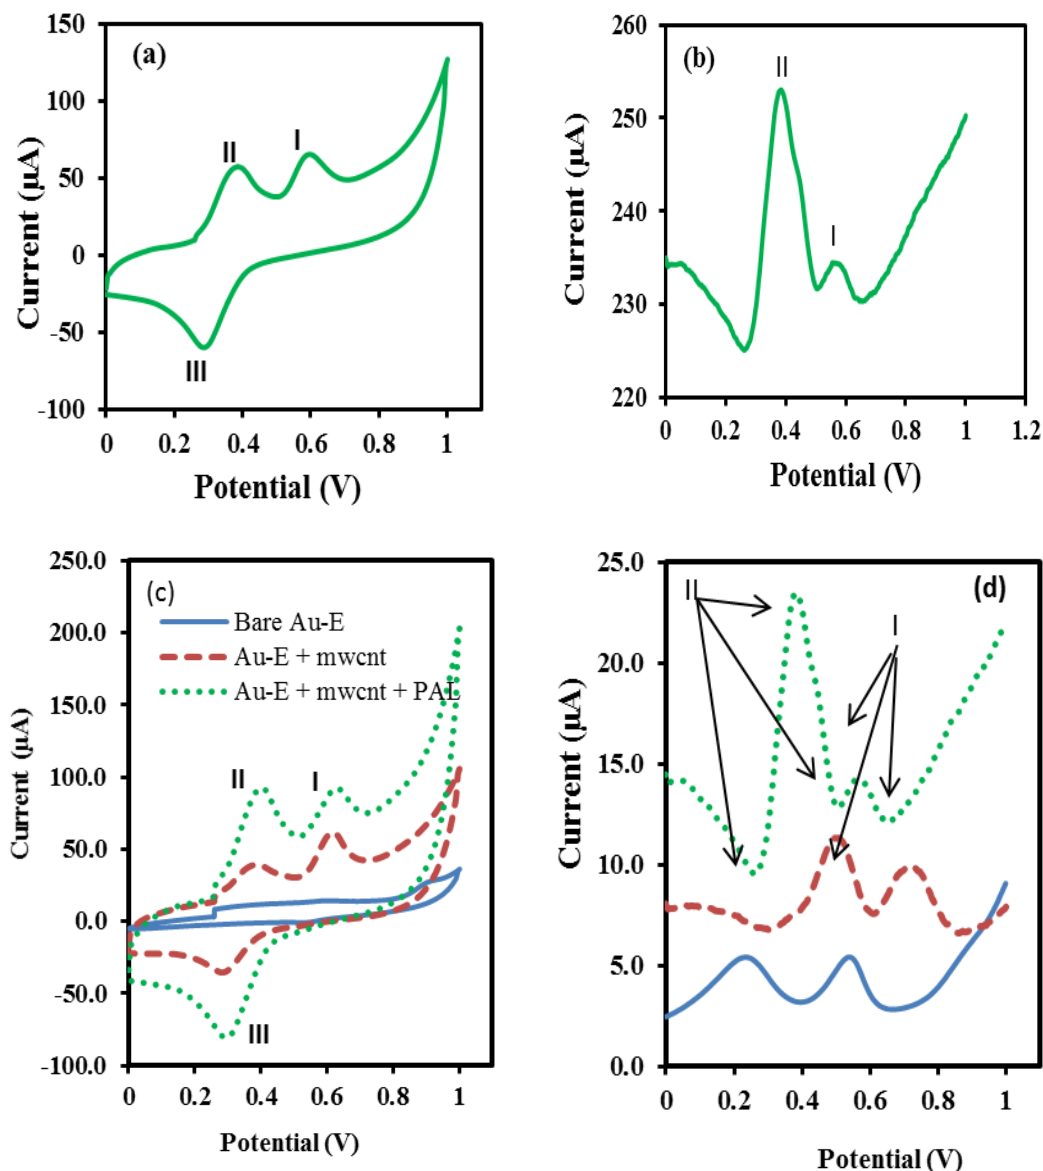 150
(a)
100
II
I
50
0
-50
III
-100
0 0.2 0.4 0.6 0.8 1
Current (µA)
Potential (V)
260
(b)
II
250
240
I
230
220
0 0.2 0.4 0.6 0.8 1 1.2
Current (µA)
Potential (V)
250.0
(c)
Bare Au-E
200.0
Au-E + mwcnt
Au-E + mwcnt + PAL
150.0
100.0
II
I
50.0
0.0
-50.0
III
-100.0
0 0.2 0.4 0.6 0.8 1
Current (µA)
Potential (V)
25.0
II
(d)
I
20.0
15.0
10.0
5.0
0.0
0 0.2 0.4 0.6 0.8 1
Current (µA)
Potential (V)